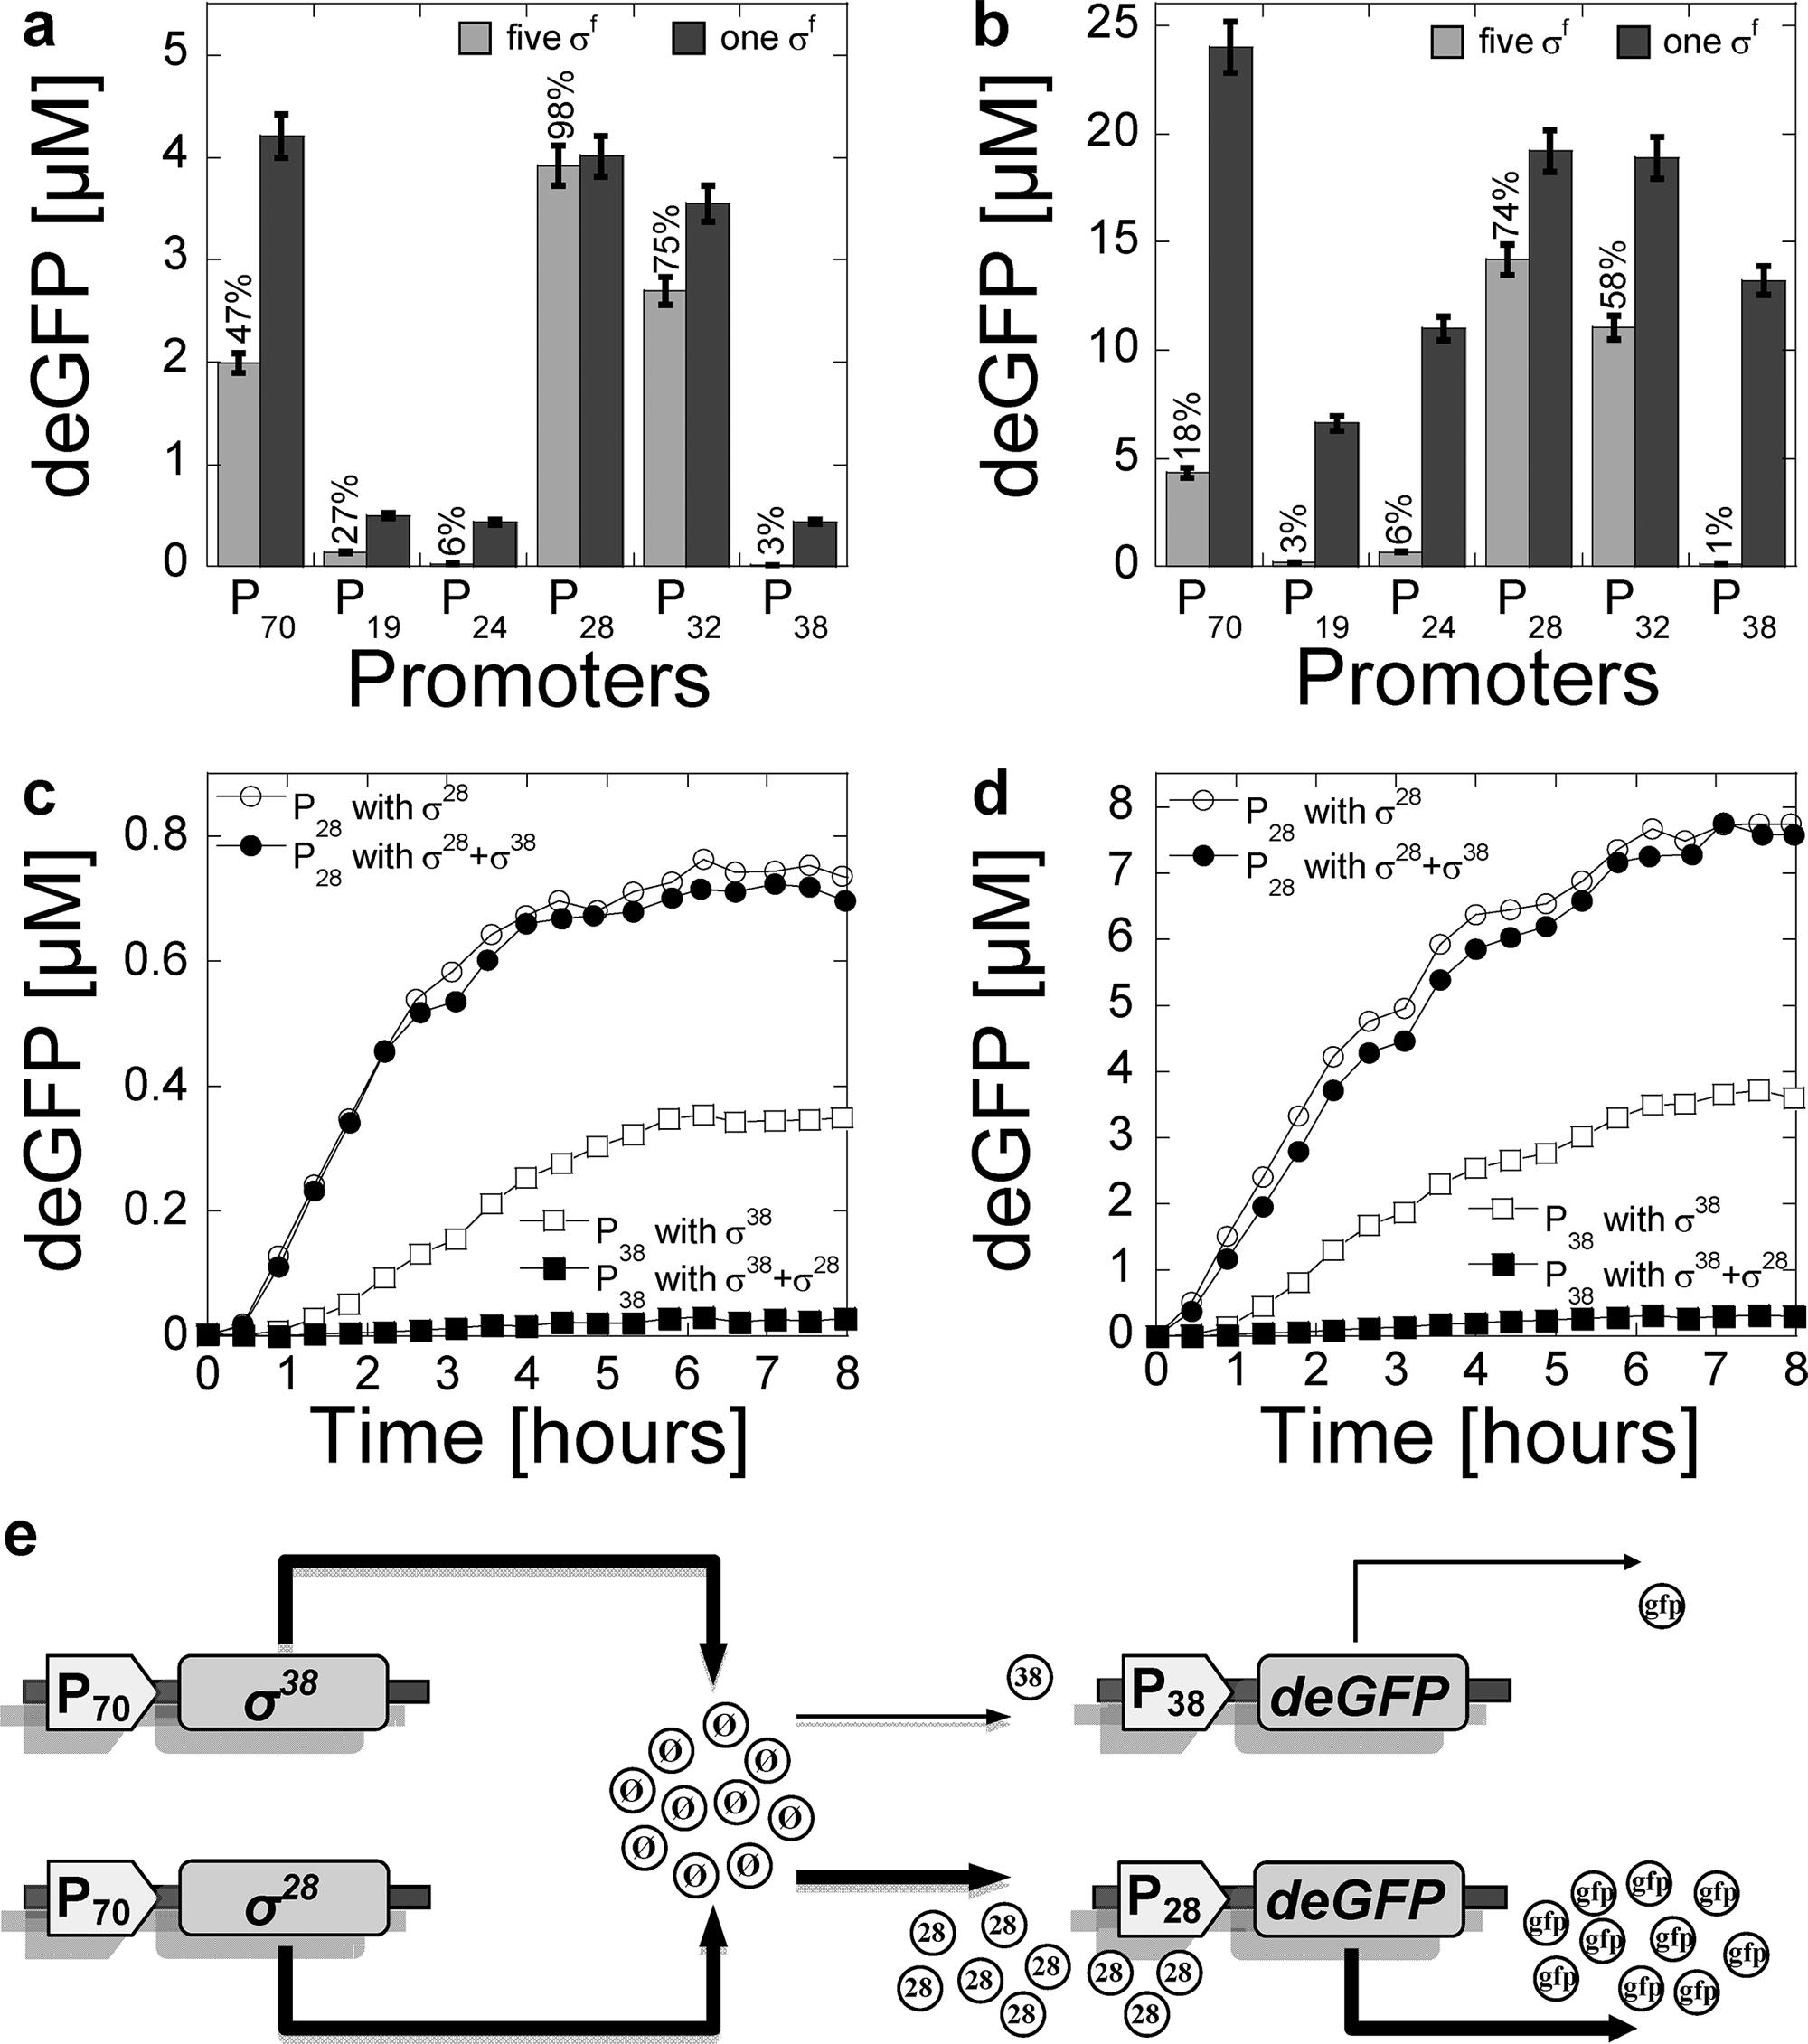 a
five σf one σf
deGFP [µM]
5
4
3
2
1
0
47%
27%
6%
98%
75%
3%
P70 P19 P24 P28 P32 P38
Promoters
b
five σf one σf
deGFP [µM]
25
20
15
10
5
0
18%
3%
6%
74%
58%
1%
P70 P19 P24 P28 P32 P38
Promoters
c
P28 with σ28
P28 with σ28+σ38
deGFP [µM]
0.8
0.6
0.4
0.2
0
P38 with σ38
P38 with σ38+σ28
0 1 2 3 4 5 6 7 8
Time [hours]
d
P28 with σ28
P28 with σ28+σ38
deGFP [µM]
8
7
6
5
4
3
2
1
0
P38 with σ38
P38 with σ38+σ28
0 1 2 3 4 5 6 7 8
Time [hours]
e
P70 σ38
Ø Ø Ø Ø Ø Ø Ø Ø Ø Ø
38
P38 deGFP
gfp
P70 σ28
28 28 28 28 28 28 28 28 28
P28 deGFP
gfp gfp gfp gfp gfp gfp gfp gfp gfp gfp